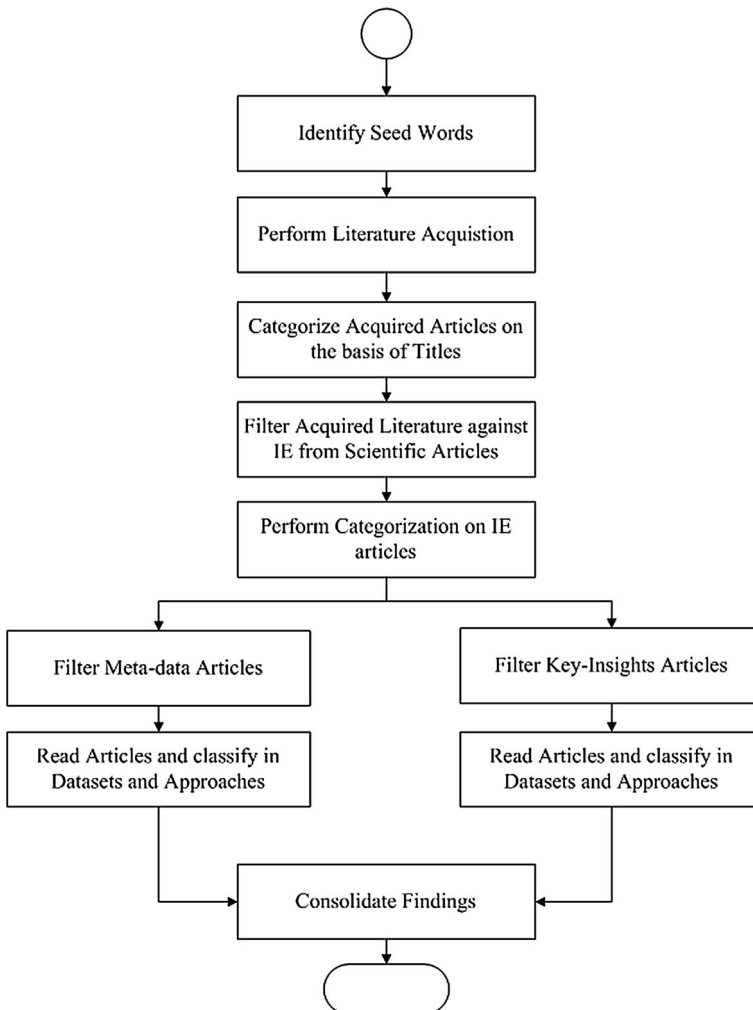 Identify Seed Words
Perform Literature Acquistion
Categorize Acquired Articles on
the basis of Titles
Filter Acquired Literature against
IE from Scientific Articles
Perform Categorization on IE
articles
Filter Meta-data Articles
Filter Key-Insights Articles
Read Articles and classify in
Datasets and Approaches
Read Articles and classify in
Datasets and Approaches
Consolidate Findings